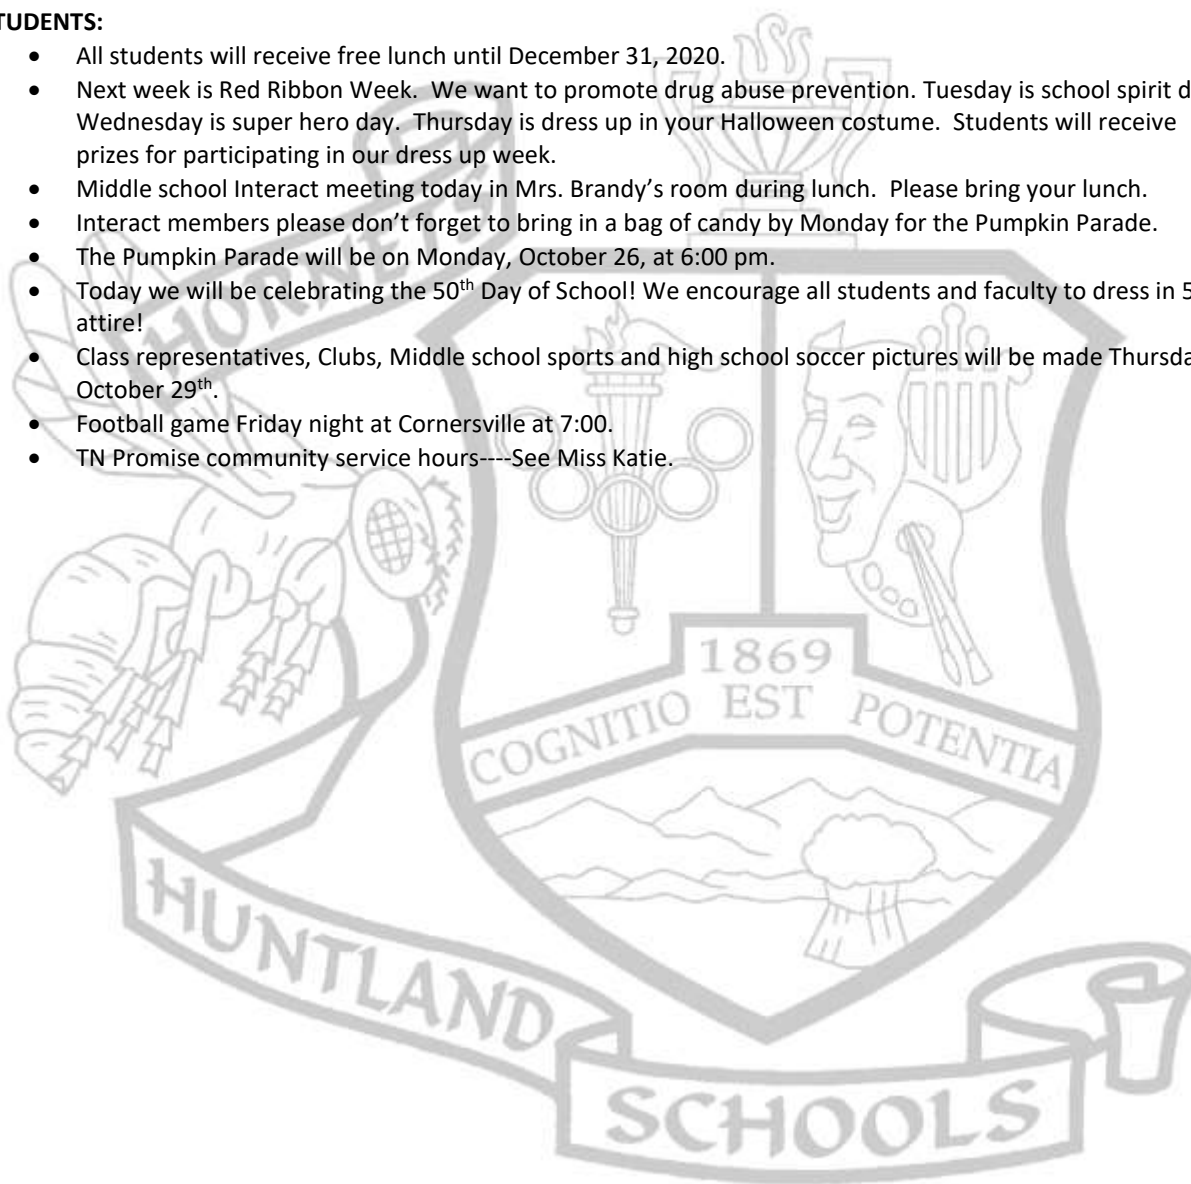 TUDENTS:
• All students will receive free lunch until December 31, 2020.
• Next week is Red Ribbon Week.  We want to promote drug abuse prevention. Tuesday is school spirit d
Wednesday is super hero day.  Thursday is dress up in your Halloween costume.  Students will receive
prizes for participating in our dress up week.
• Middle school Interact meeting today in Mrs. Brandy’s room during lunch.  Please bring your lunch.
• Interact members please don’t forget to bring in a bag of candy by Monday for the Pumpkin Parade.
• The Pumpkin Parade will be on Monday, October 26, at 6:00 pm.
• Today we will be celebrating the 50th Day of School! We encourage all students and faculty to dress in 5
attire!
• Class representatives, Clubs, Middle school sports and high school soccer pictures will be made Thursda
October 29th.
• Football game Friday night at Cornersville at 7:00.
• TN Promise community service hours----See Miss Katie.
HORNETS
1869
COGNITIO EST POTENTIA
HUNTLAND
SCHOOLS